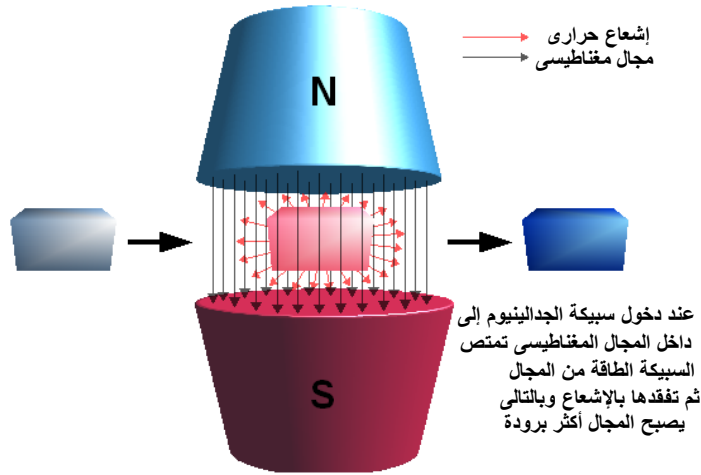 إشعاع حرارى
مجال مغناطيسى
N
S
عند دخول سبيكة الجدالينيوم إلى
داخل المجال المغناطيسى تمتص
السبيكة الطاقة من المجال
ثم تفقدها بالإشعاع وبالتالى
يصبح المجال أكثر برودة